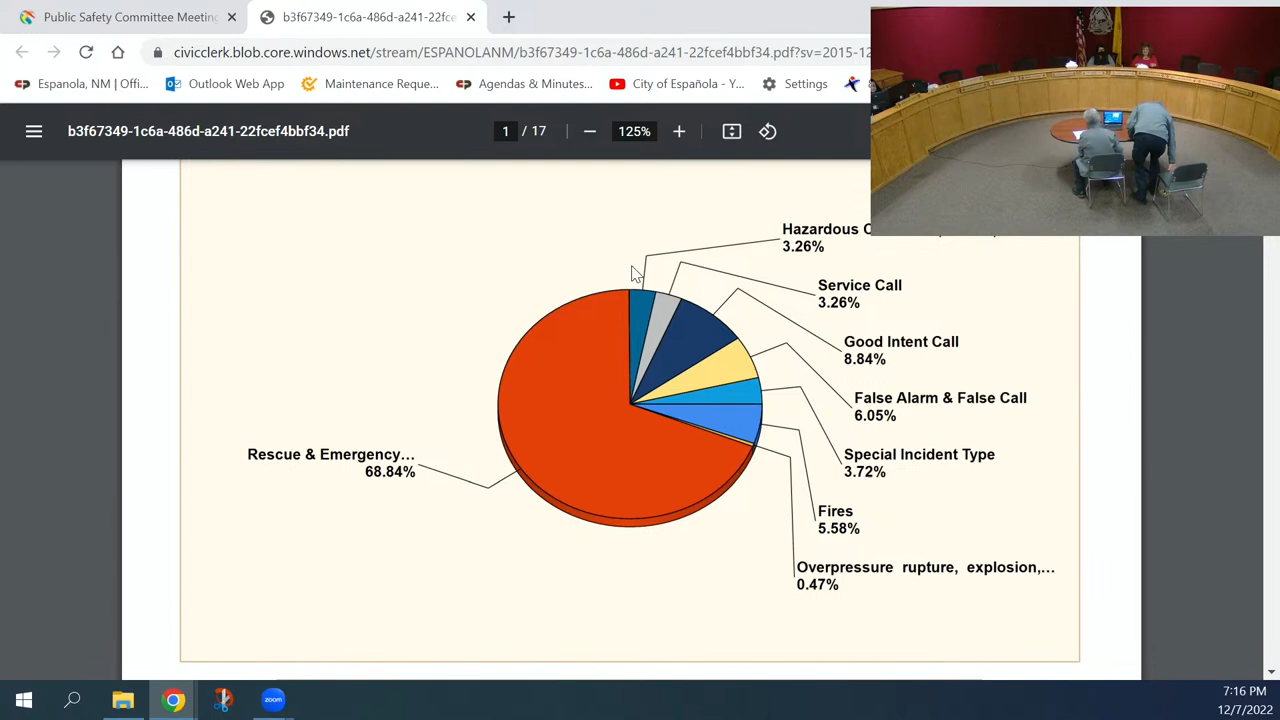 Public Safety Committee Meeting
b3f67349-1c6a-486d-a241-22fce
civicclerk.blob.core.windows.net/stream/ESPANOLANM/b3f67349-1c6a-486d-a241-22fcef4bbf34.pdf?sv=2015-12
Espanola, NM | Offi...
Outlook Web App
Maintenance Reque...
Agendas & Minutes...
City of Española - Y...
Settings
b3f67349-1c6a-486d-a241-22fcef4bbf34.pdf
1 / 17
125%
Hazardous
3.26%
Service Call
3.26%
Good Intent Call
8.84%
False Alarm & False Call
6.05%
Rescue & Emergency...
68.84%
Special Incident Type
3.72%
Fires
5.58%
Overpressure rupture, explosion,...
0.47%
zoom
7:16 PM
12/7/2022